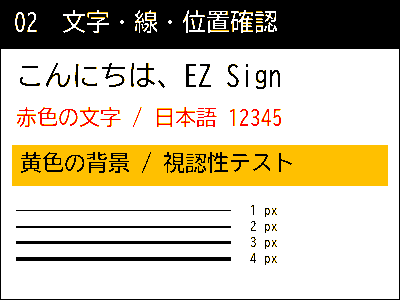 02 文字・線・位置確認
こんにちは、EZ Sign
赤色の文字 / 日本語 12345
黄色の背景 / 視認性テスト
1 px
2 px
3 px
4 px